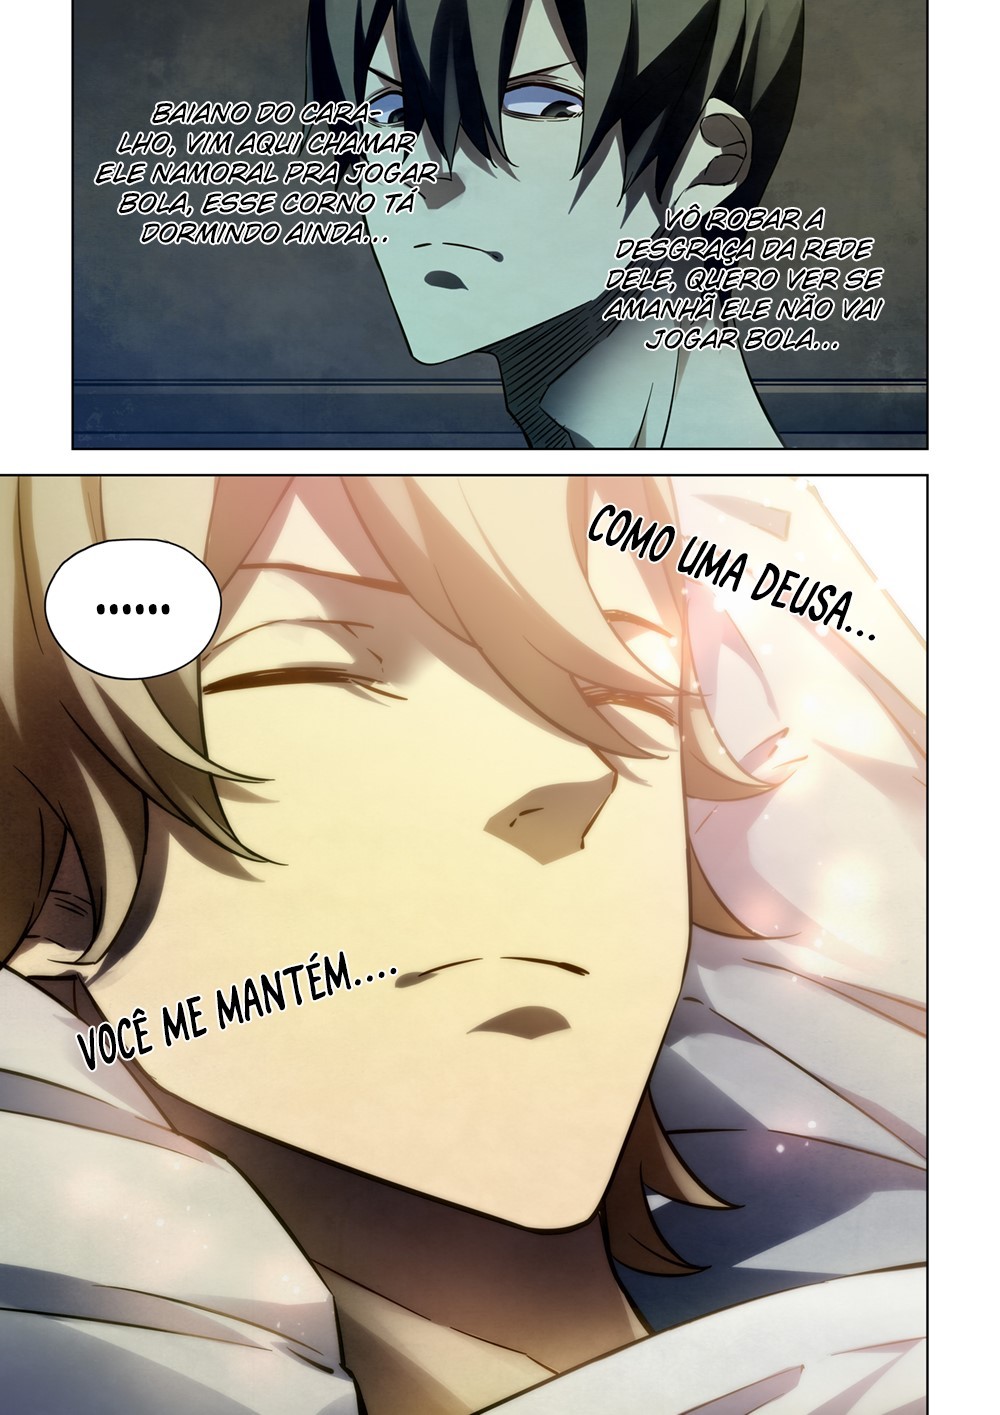 BAIANO DO CARA-
LHO, VIM AQUI CHAMAR
ELE NAMORAL PRA JOGAR
BOLA, ESSE CORNO TÁ
DORMINDO AINDA...
VÔ ROBAR A
DESGRAÇA DA REDE
DELE, QUERO VER SE
AMANHÃ ELE NÃO VAI
JOGAR BOLA...
COMO UMA DEUSA...
......
VOCÊ ME MANTÉM....